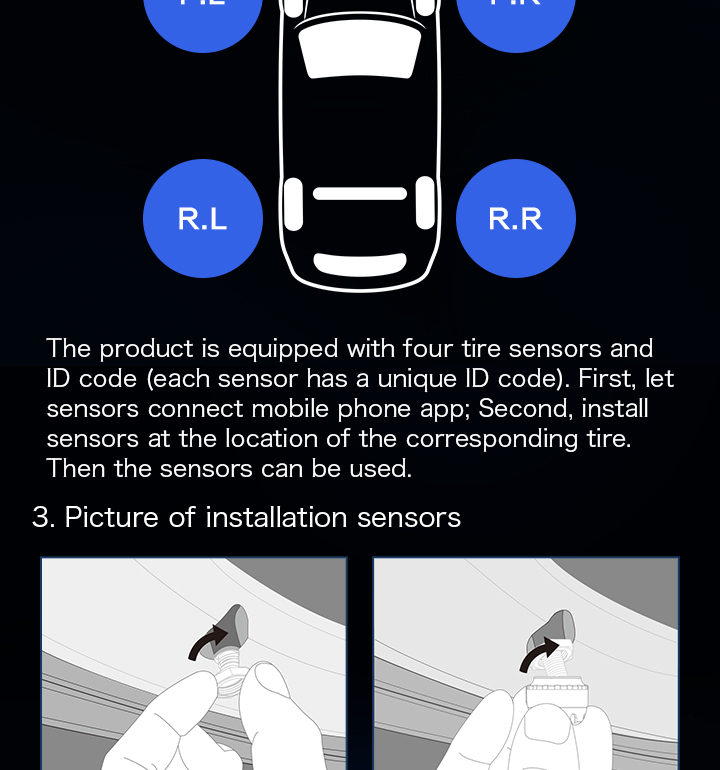 R.L
R.R
The product is equipped with four tire sensors and
ID code (each sensor has a unique ID code). First, let
sensors connect mobile phone app; Second, install
sensors at the location of the corresponding tire.
Then the sensors can be used.
3. Picture of installation sensors